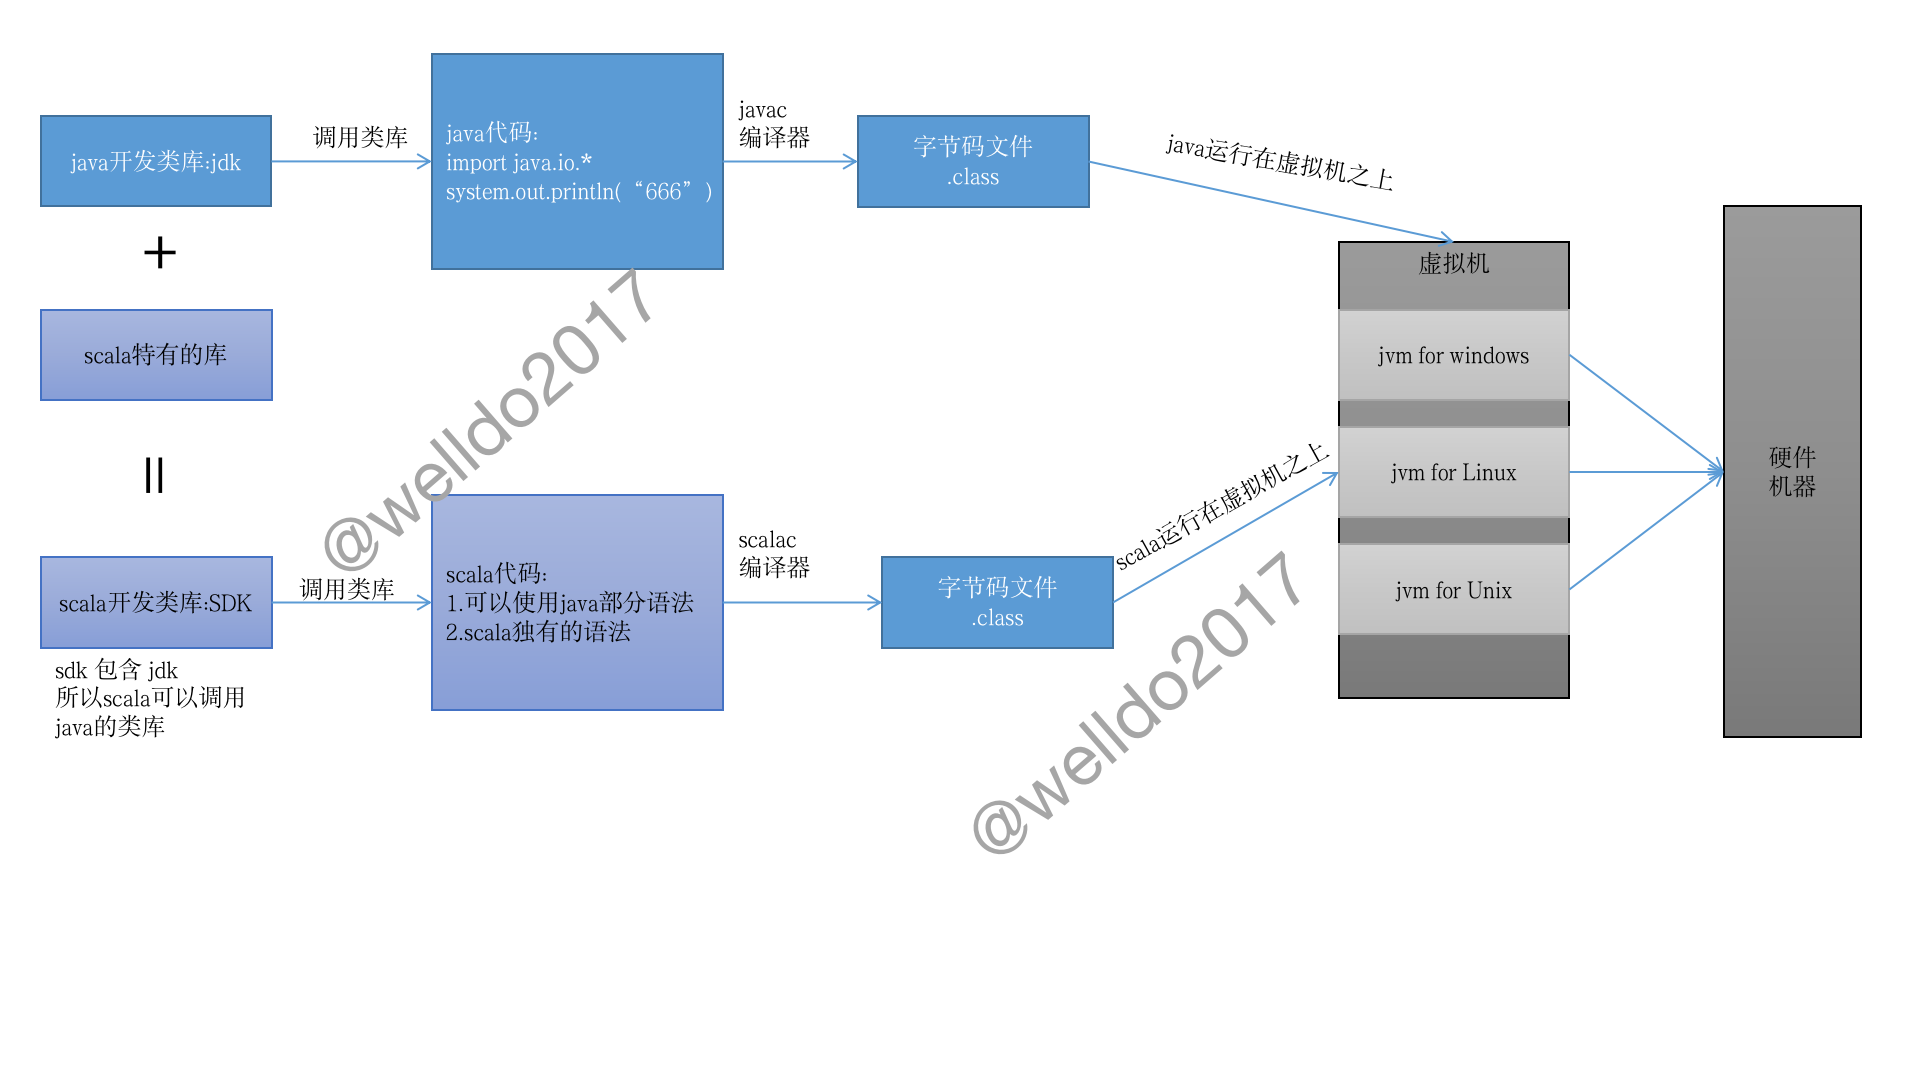 java开发类库:jdk
调用类库
java代码:
import java.io.*
system.out.println(“666”)
javac
编译器
字节码文件
.class
java运行在虚拟机之上
+
scala特有的库
=
scala开发类库:SDK
sdk 包含 jdk
所以scala可以调用
java的类库
调用类库
scala代码:
1.可以使用java部分语法
2.scala独有的语法
scalac
编译器
字节码文件
.class
scala运行在虚拟机之上
虚拟机
jvm for windows
jvm for Linux
jvm for Unix
硬件
机器
@welldo2017
@welldo2017